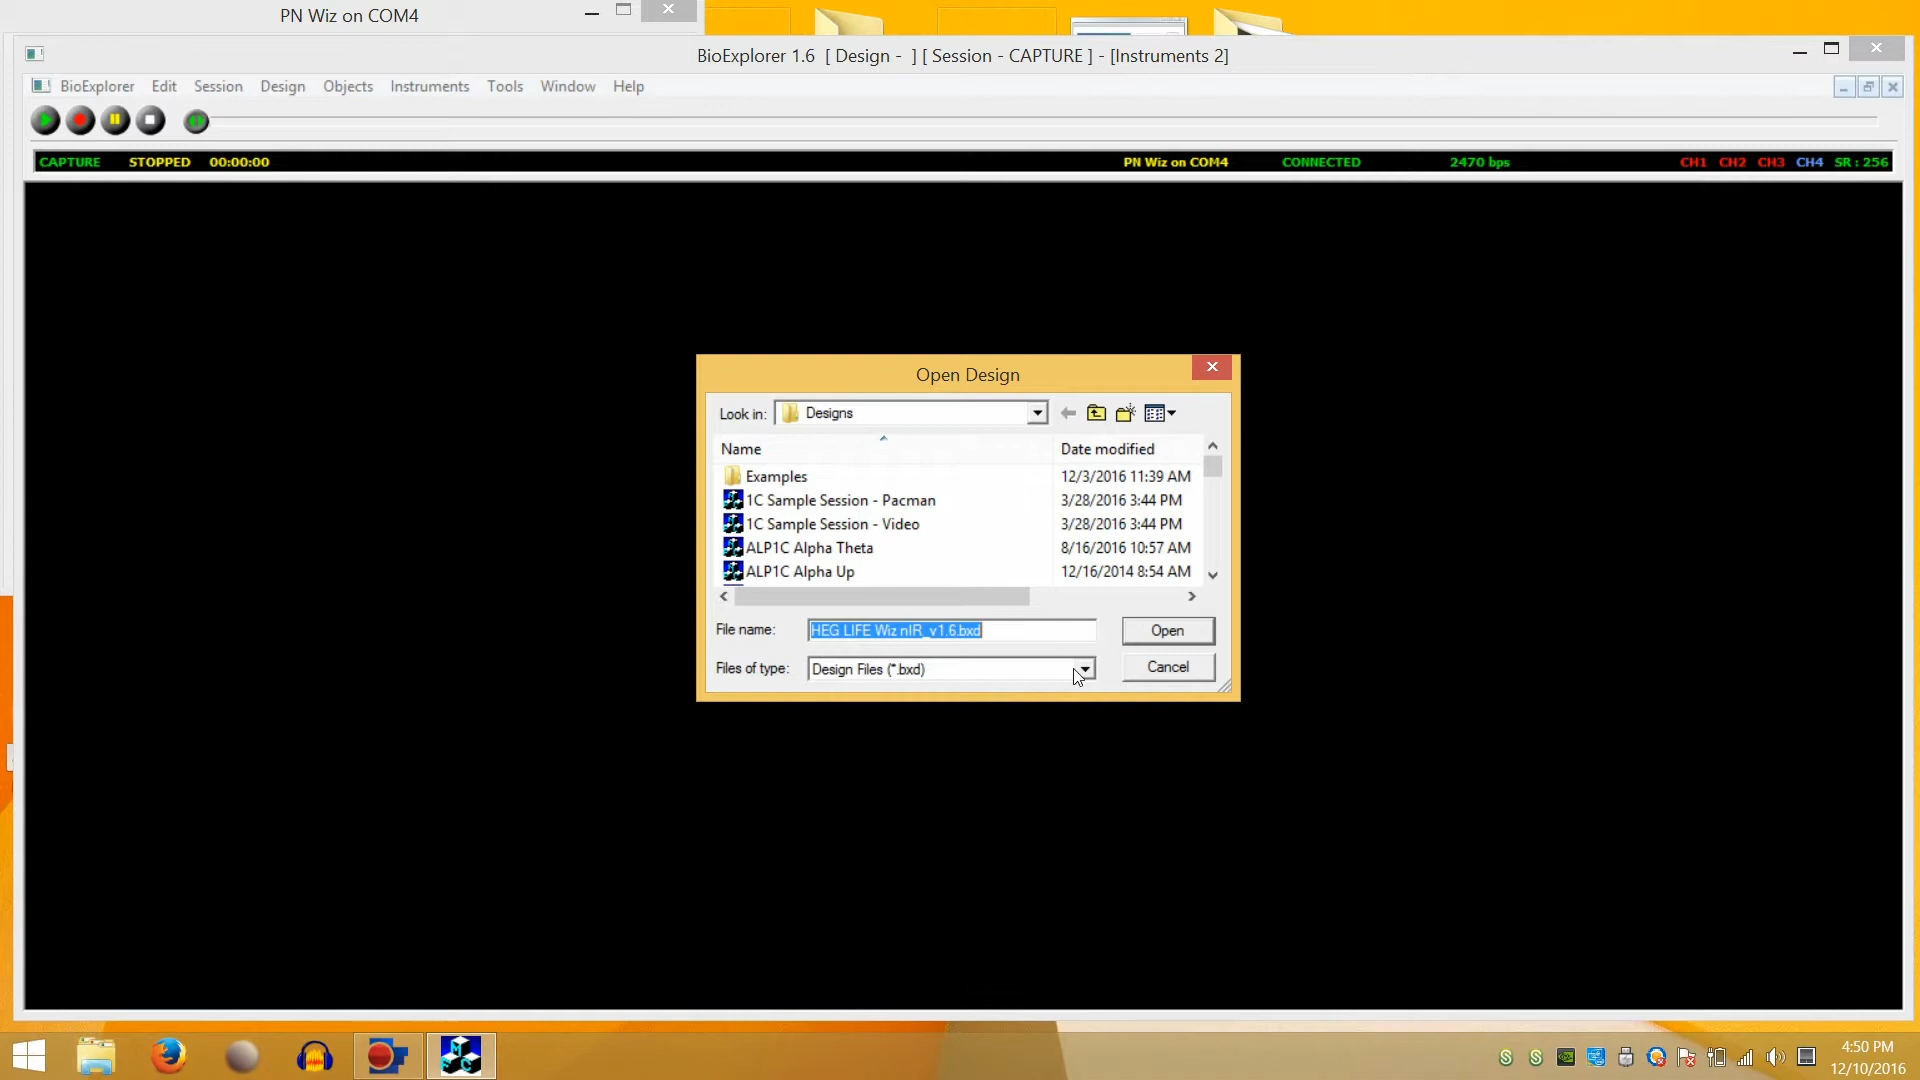 PN Wiz on COM4
BioExplorer 1.6 [ Design - ] [ Session - CAPTURE ] - [Instruments 2]
BioExplorer Edit Session Design Objects Instruments Tools Window Help
CAPTURE STOPPED 00:00:00 PN Wiz on COM4 CONNECTED 2470 bps CH1 CH2 CH3 CH4 SR : 256
Open Design
Look in: Designs
Name Date modified
Examples 12/3/2016 11:39 AM
1C Sample Session - Pacman 3/28/2016 3:44 PM
1C Sample Session - Video 3/28/2016 3:44 PM
ALP1C Alpha Theta 8/16/2016 10:57 AM
ALP1C Alpha Up 12/16/2014 8:54 AM
File name: HEG LIFE Wiz nIR_v1.6.bxd Open
Files of type: Design Files (*.bxd) Cancel
4:50 PM
12/10/2016